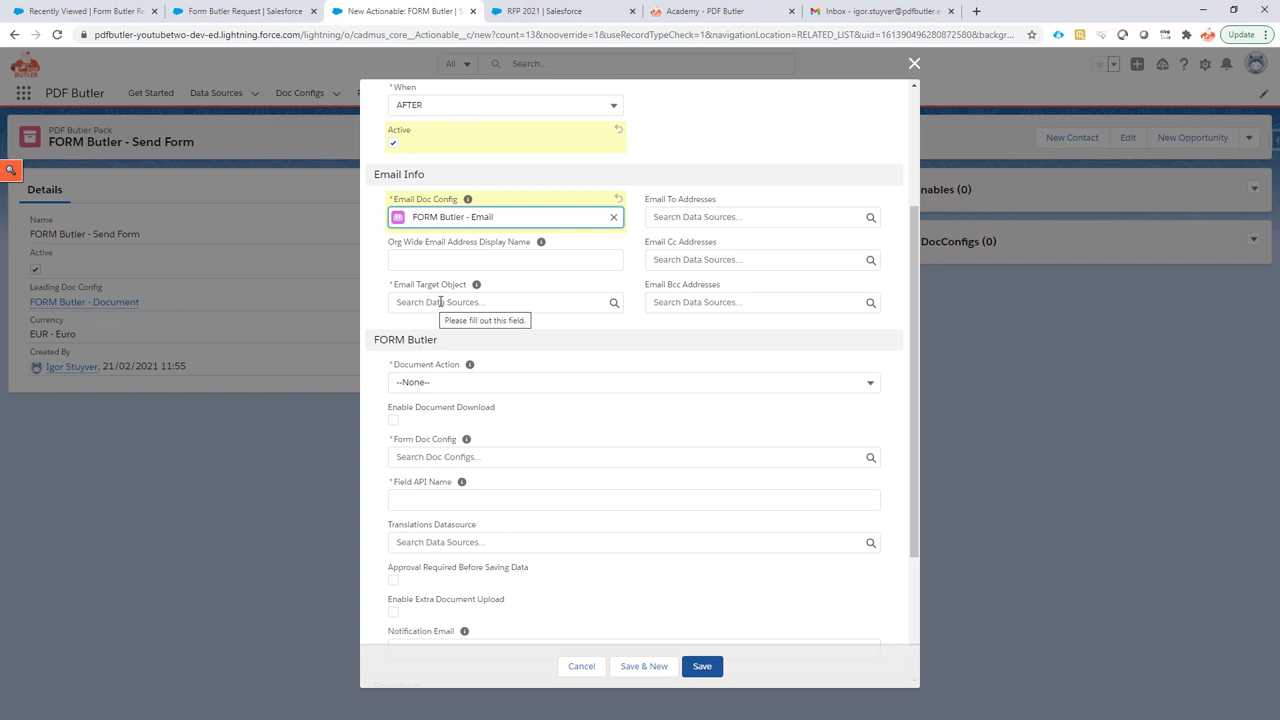 Recently Viewed | Form Butler Re
Form Butler Request | Salesforce
New Actionable: FORM Butler | S
RFP 2021 | Salesforce
Academy - PDF Butler
Inbox - igor.stuyver@pdfbutler.e
pdfbutler-youtubetwo-dev-ed.lightning.force.com/lightning/o/cadmus_core__Actionable__c/new?count=13&nooverride=1&useRecordTypeCheck=1&navigationLocation=RELATED_LIST&uid=161390496280872580&backgr...
Update
BUTLER
All
Search...
PDF Butler
Get Started
Data Sources
Doc Configs
PDF Butler Pack
FORM Butler - Send Form
New Contact
Edit
New Opportunity
Details
Name
FORM Butler - Send Form
Active
Leading Doc Config
FORM Butler - Document
Currency
EUR - Euro
Created By
Igor Stuyver, 21/02/2021 11:55
nables (0)
DocConfigs (0)
* When
AFTER
Active
Email Info
* Email Doc Config
FORM Butler - Email
Email To Addresses
Search Data Sources...
Org Wide Email Address Display Name
Email Cc Addresses
Search Data Sources...
* Email Target Object
Search Data Sources...
Email Bcc Addresses
Search Data Sources...
Please fill out this field.
FORM Butler
* Document Action
--None--
Enable Document Download
* Form Doc Config
Search Doc Configs...
* Field API Name
Translations Datasource
Search Data Sources...
Approval Required Before Saving Data
Enable Extra Document Upload
Notification Email
Cancel
Save & New
Save